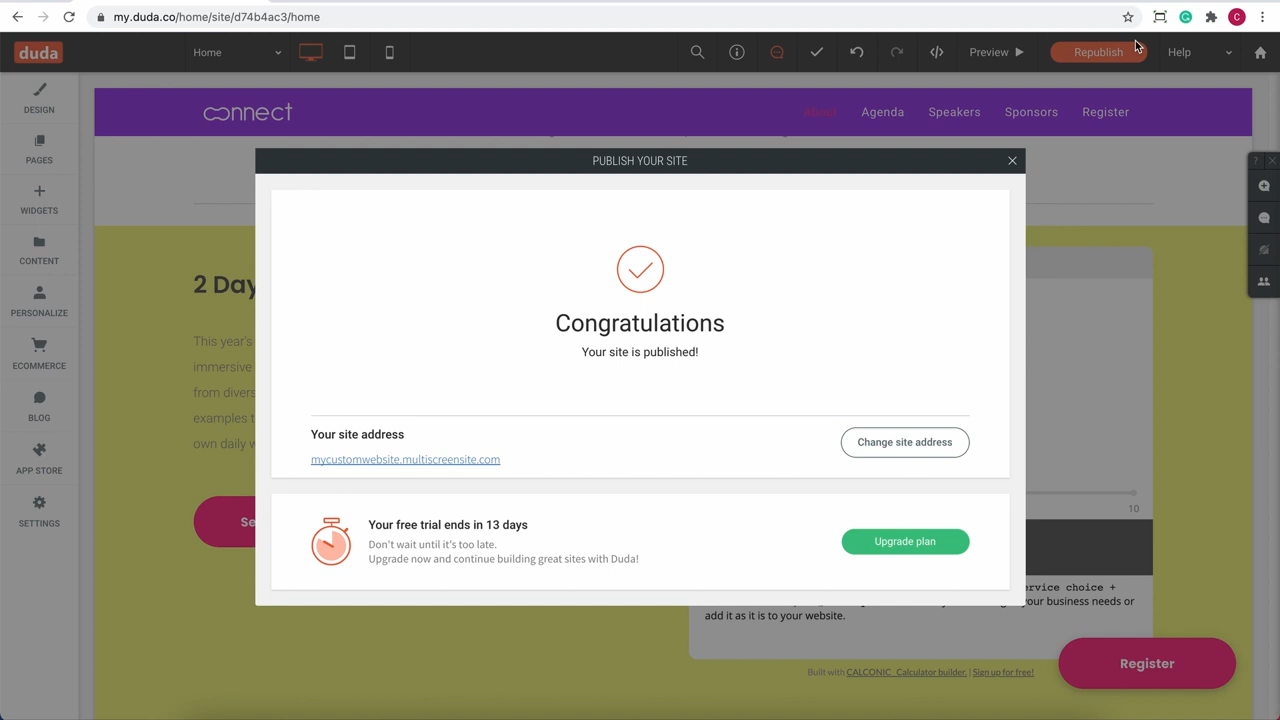 my.duda.co/home/site/d74b4ac3/home
C
duda
Home
Preview
Republish
Help
DESIGN
PAGES
WIDGETS
CONTENT
PERSONALIZE
ECOMMERCE
BLOG
APP STORE
SETTINGS
connect
About
Agenda
Speakers
Sponsors
Register
?
PUBLISH YOUR SITE
Congratulations
Your site is published!
Your site address
mycustomwebsite.multiscreensite.com
Change site address
Your free trial ends in 13 days
Don't wait until it's too late.
Upgrade now and continue building great sites with Duda!
Upgrade plan
2 Day
This year's
immersive
from divers
examples t
own daily w
Se
10
ervice choice +
your business needs or
add it as it is to your website.
Built with CALCONIC_Calculator builder. | Sign up for free!
Register